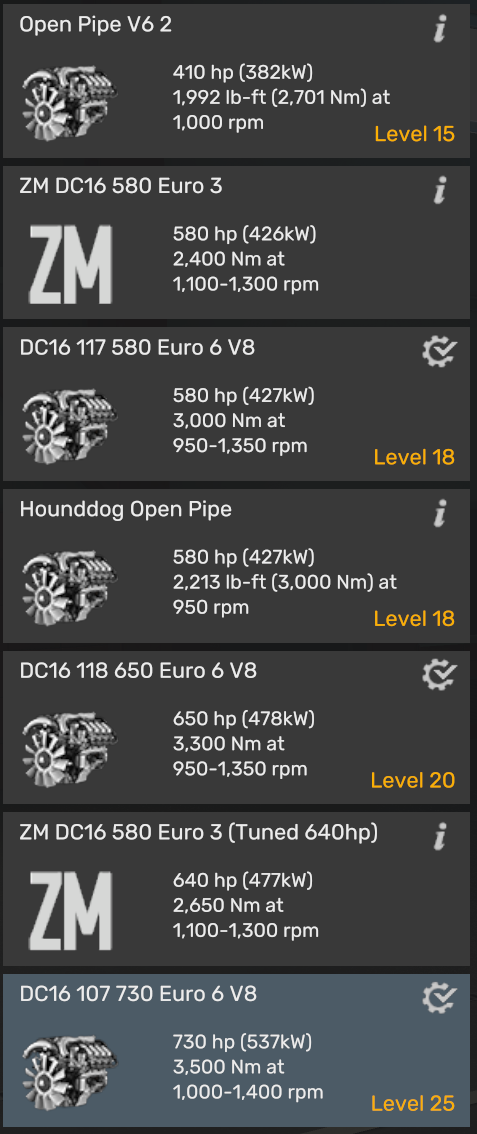 Open Pipe V6 2
410 hp (382kW)
1,992 lb-ft (2,701 Nm) at
1,000 rpm
Level 15
ZM DC16 580 Euro 3
ZM
580 hp (426kW)
2,400 Nm at
1,100-1,300 rpm
DC16 117 580 Euro 6 V8
580 hp (427kW)
3,000 Nm at
950-1,350 rpm
Level 18
Hounddog Open Pipe
580 hp (427kW)
2,213 lb-ft (3,000 Nm) at
950 rpm
Level 18
DC16 118 650 Euro 6 V8
650 hp (478kW)
3,300 Nm at
950-1,350 rpm
Level 20
ZM DC16 580 Euro 3 (Tuned 640hp)
ZM
640 hp (477kW)
2,650 Nm at
1,100-1,300 rpm
DC16 107 730 Euro 6 V8
730 hp (537kW)
3,500 Nm at
1,000-1,400 rpm
Level 25